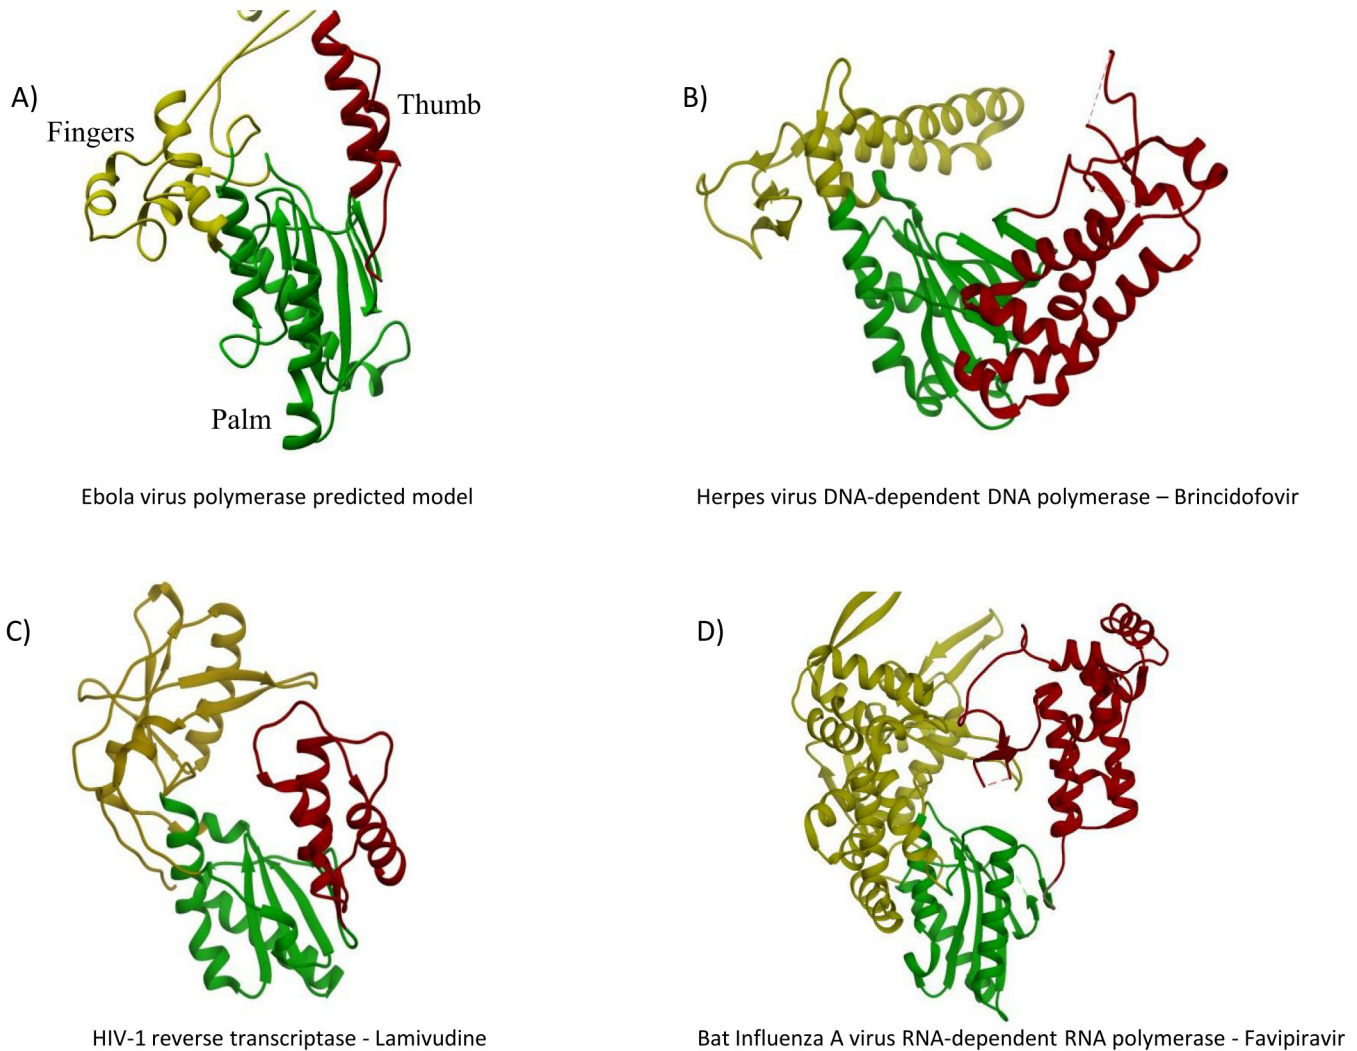 A)
Fingers
Thumb
Palm
Ebola virus polymerase predicted model
B)
Herpes virus DNA-dependent DNA polymerase – Brincidofovir
C)
HIV-1 reverse transcriptase - Lamivudine
D)
Bat Influenza A virus RNA-dependent RNA polymerase - Favipiravir